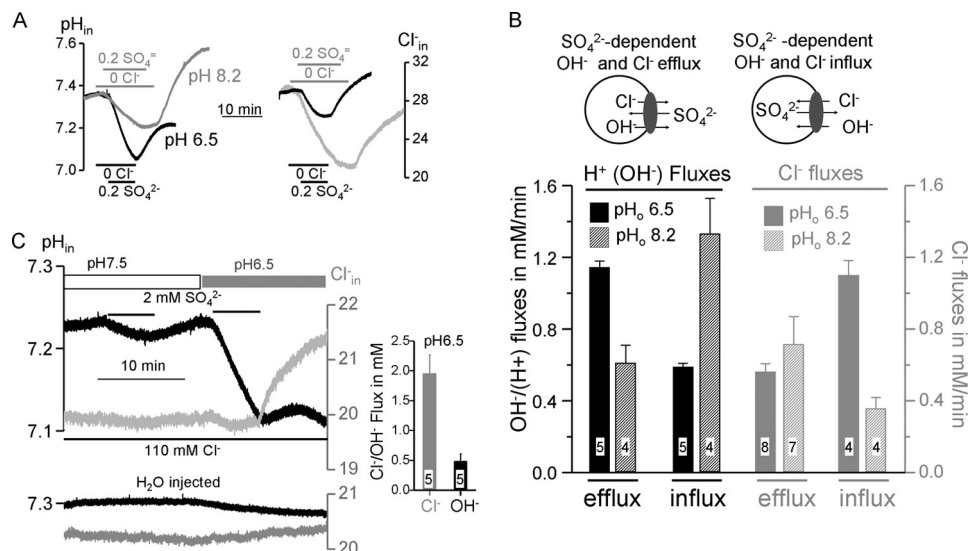 A
pHin
7.6
7.4
7.2
7.0
0.2 SO4=
0 Cl-
pH 8.2
pH 6.5
0 Cl-
0.2 SO4²-
10 min
0.2 SO4=
0 Cl-
0 Cl-
0.2 SO4²-
Cl-in
32
28
26
22
20
B
SO4²--dependent
OH- and Cl- efflux
SO4²- -dependent
OH- and Cl- influx
Cl-
SO4²-
OH-
SO4²-
Cl-
OH-
H+ (OH-) Fluxes
Cl- fluxes
pHo 6.5
pHo 8.2
pHo 6.5
pHo 8.2
OH-/(H+) fluxes in mM/min
1.6
1.2
0.8
0.4
0.0
5
4
5
4
8
7
4
4
efflux
influx
efflux
influx
1.6
1.2
0.8
0.4
0.0
Cl- fluxes in mM/min
C
pHin
7.3
7.2
7.1
pH7.5
pH6.5
Cl-in
2 mM SO4²-
10 min
110 mM Cl-
22
21
20
19
H2O injected
7.3
21
20
pH6.5
Cl-/OH- Flux in mM
2.5
2.0
1.5
1.0
0.5
0.0
5
5
Cl-
OH-